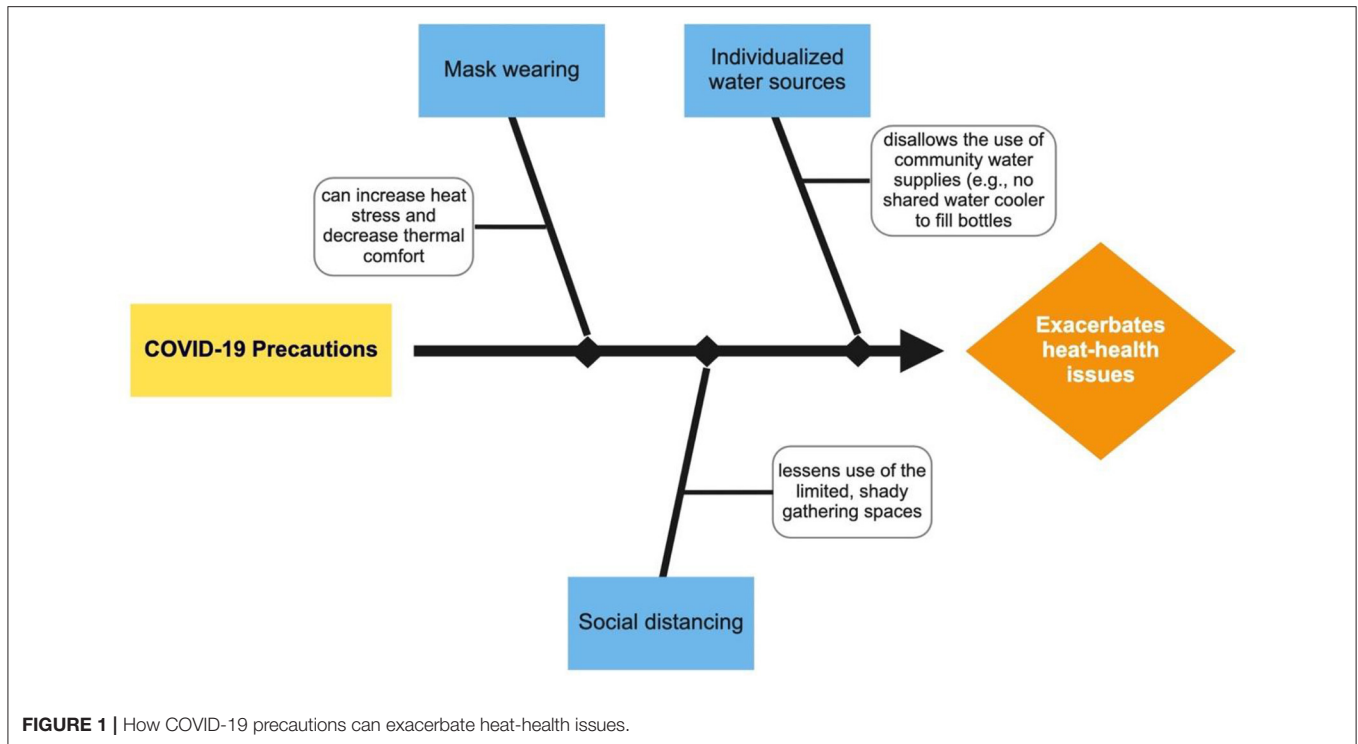 Mask wearing
Individualized
water sources
can increase heat
stress and
decrease thermal
comfort
disallows the use of
community water
supplies (e.g., no
shared water cooler
to fill bottles
COVID-19 Precautions
Exacerbates
heat-health
issues
lessens use of the
limited, shady
gathering spaces
Social distancing
FIGURE 1 | How COVID-19 precautions can exacerbate heat-health issues.